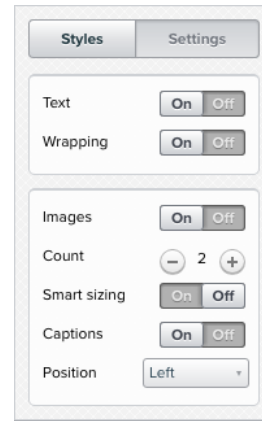 Styles Settings
Text On Off
Wrapping On Off
Images On Off
Count − 2 +
Smart sizing On Off
Captions On Off
Position Left